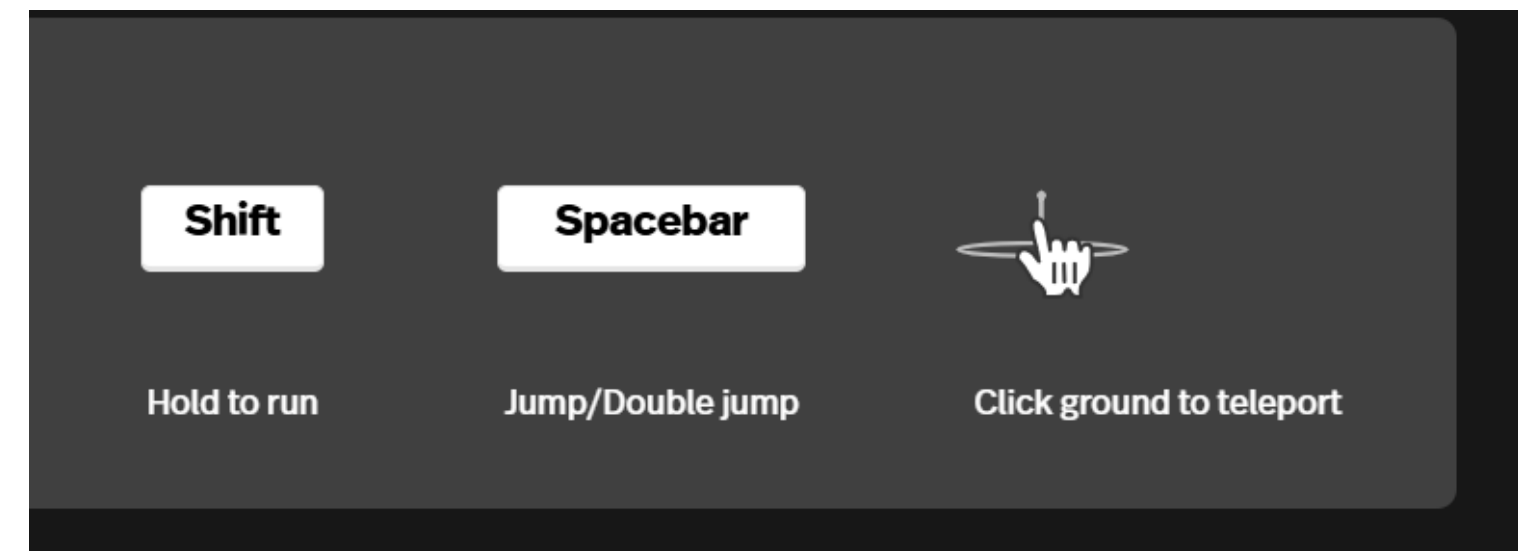 Shift
Spacebar
Hold to run
Jump/Double jump
Click ground to teleport